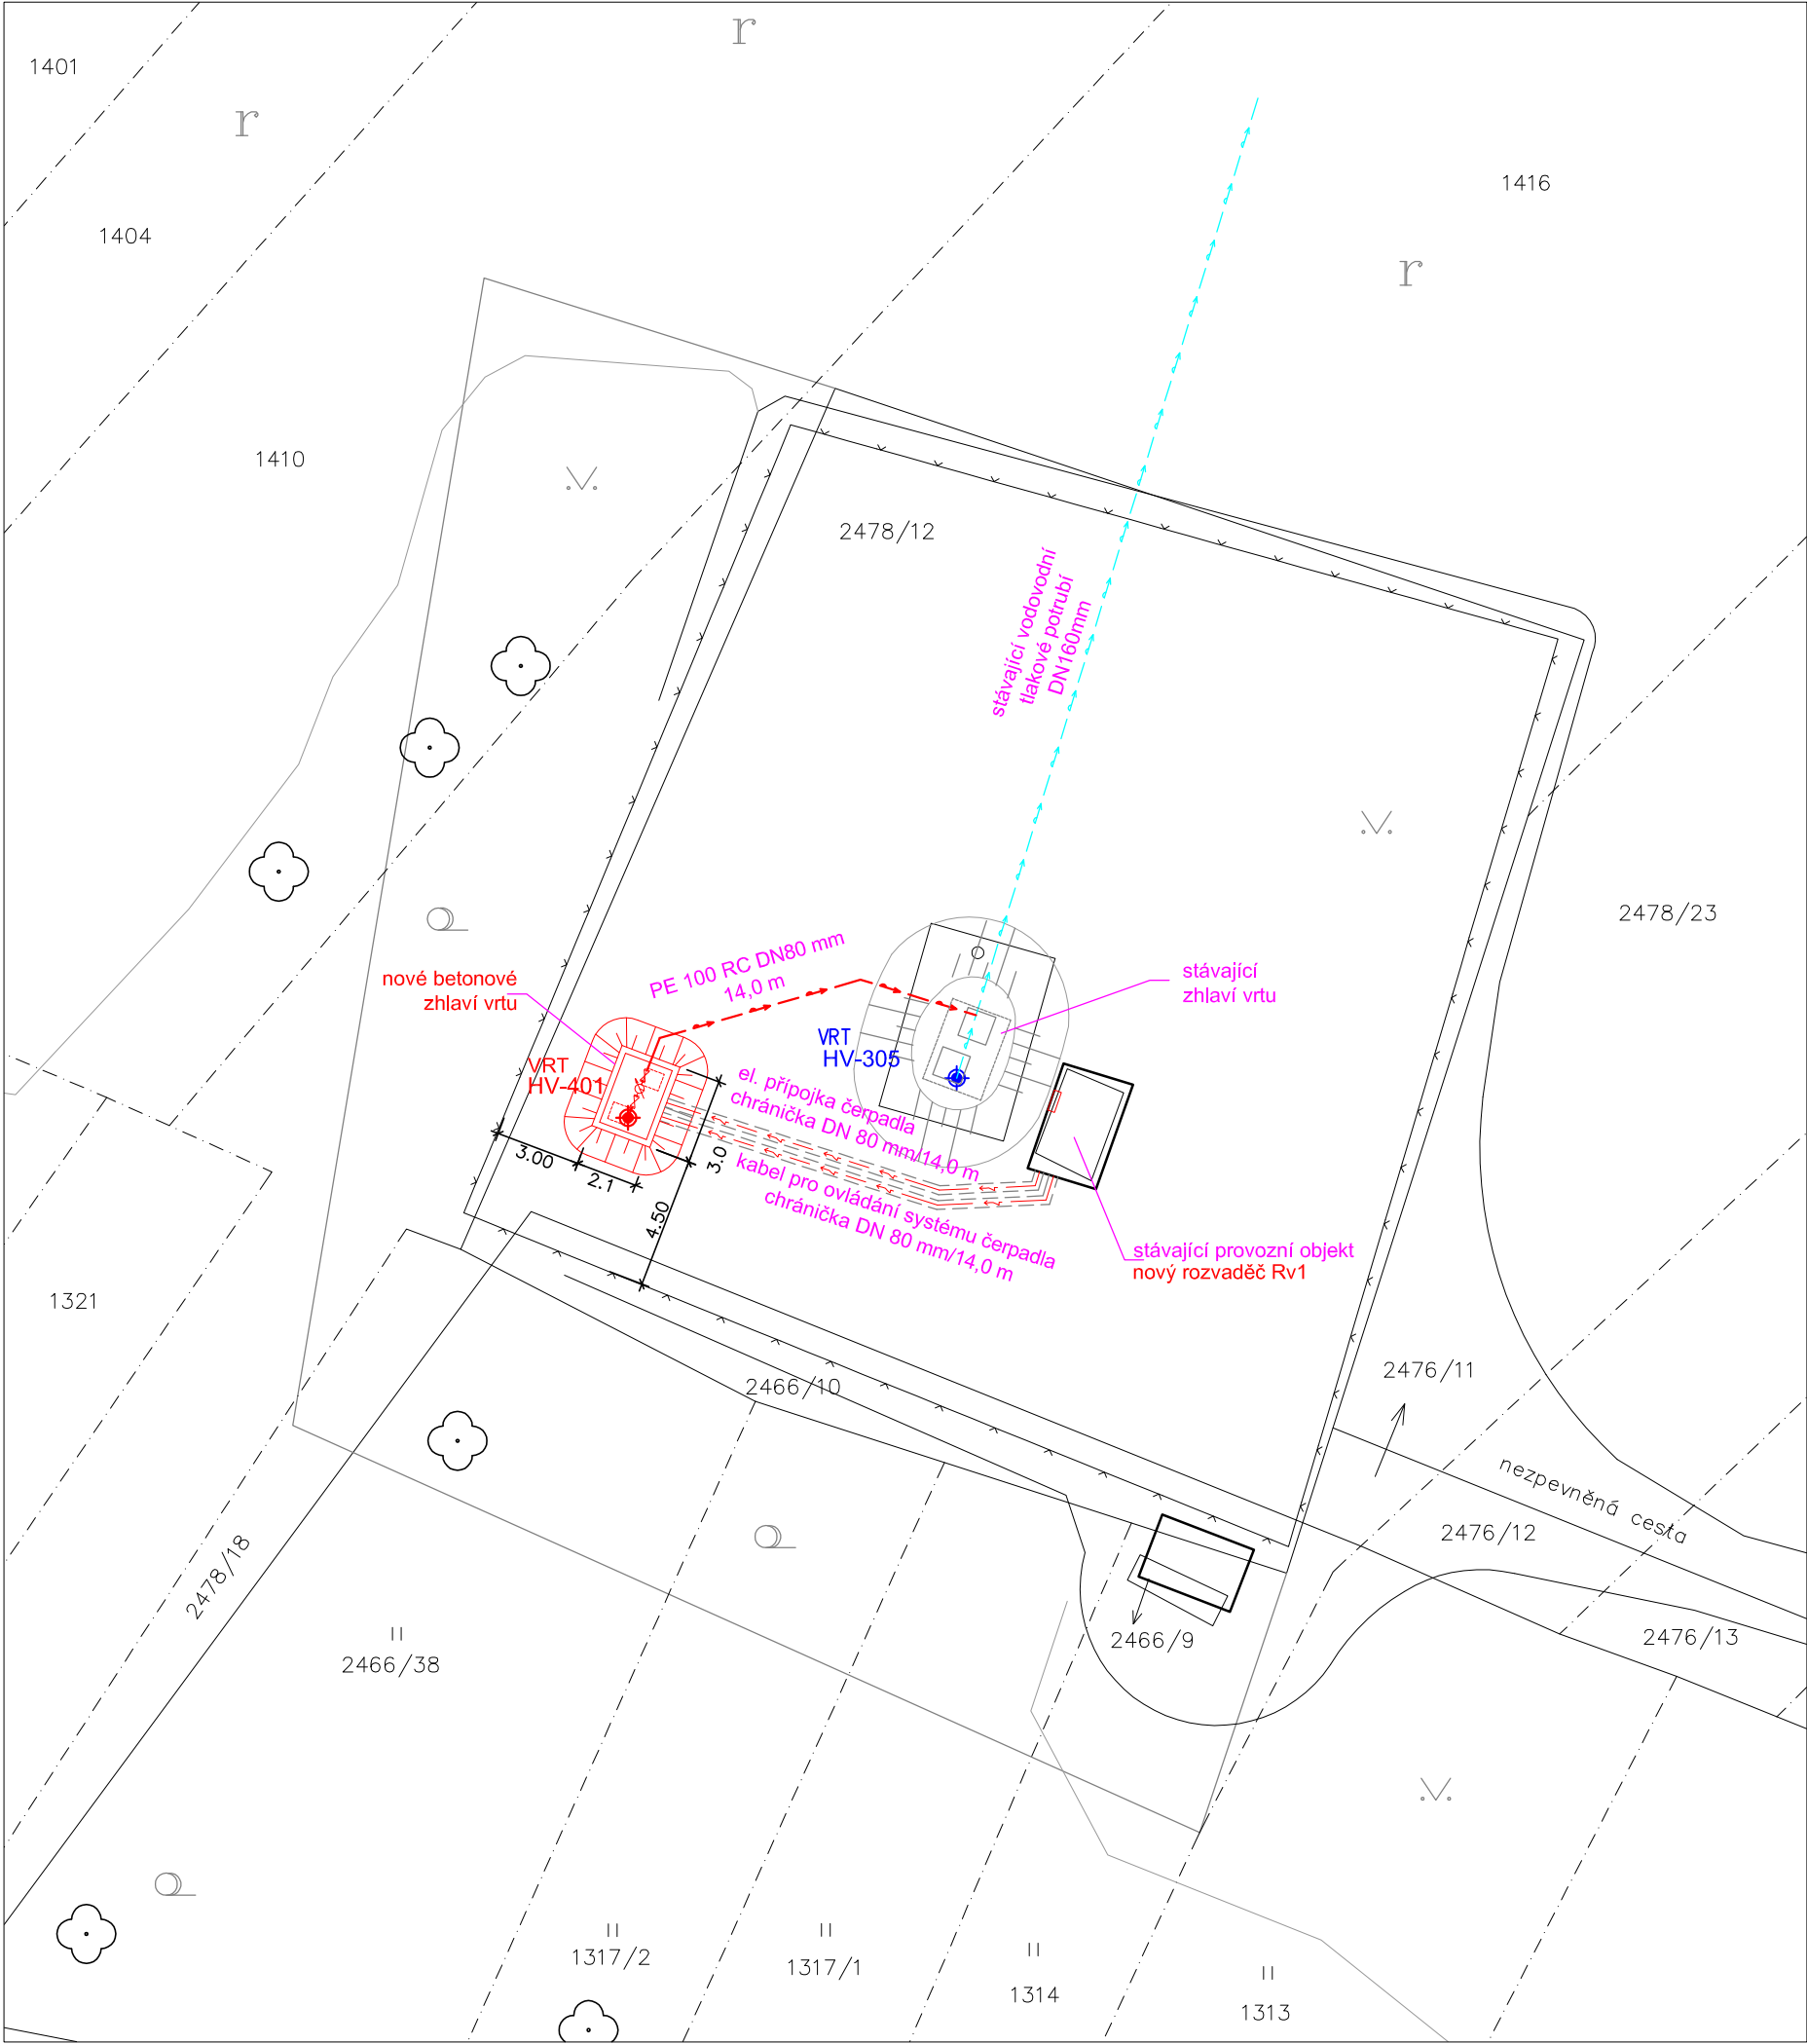 r
1401
r
1416
1404
r
1410
2478/12
stávající vodovodní
tlakové potrubí
DN160mm
2478/23
PE 100 RC DN80 mm
14,0 m
nové betonové
zhlaví vrtu
stávající
zhlaví vrtu
VRT
HV-305
VRT
HV-401
el. přípojka čerpadla
chránička DN 80 mm/14,0 m
kabel pro ovládání systému čerpadla
chránička DN 80 mm/14,0 m
3.00
2.1
3.0
4.50
stávající provozní objekt
nový rozvaděč Rv1
1321
2466/10
2476/11
nezpevněná cesta
2476/12
2478/18
2466/9
2476/13
2466/38
1317/2
1317/1
1314
1313